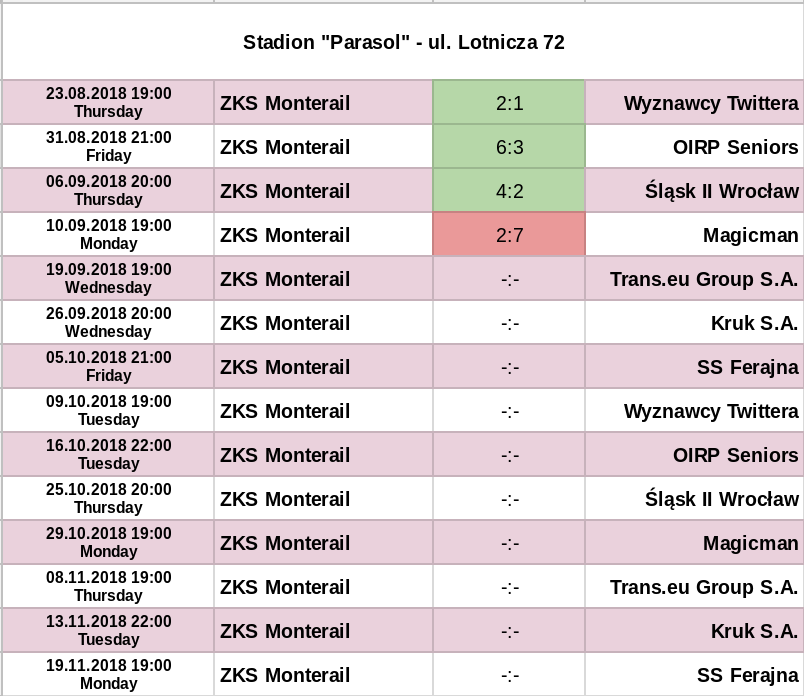 Stadion "Parasol" - ul. Lotnicza 72
23.08.2018 19:00
Thursday
ZKS Monterail
2:1
Wyznawcy Twittera
31.08.2018 21:00
Friday
ZKS Monterail
6:3
OIRP Seniors
06.09.2018 20:00
Thursday
ZKS Monterail
4:2
Śląsk II Wrocław
10.09.2018 19:00
Monday
ZKS Monterail
2:7
Magicman
19.09.2018 19:00
Wednesday
ZKS Monterail
-:-
Trans.eu Group S.A.
26.09.2018 20:00
Wednesday
ZKS Monterail
-:-
Kruk S.A.
05.10.2018 21:00
Friday
ZKS Monterail
-:-
SS Ferajna
09.10.2018 19:00
Tuesday
ZKS Monterail
-:-
Wyznawcy Twittera
16.10.2018 22:00
Tuesday
ZKS Monterail
-:-
OIRP Seniors
25.10.2018 20:00
Thursday
ZKS Monterail
-:-
Śląsk II Wrocław
29.10.2018 19:00
Monday
ZKS Monterail
-:-
Magicman
08.11.2018 19:00
Thursday
ZKS Monterail
-:-
Trans.eu Group S.A.
13.11.2018 22:00
Tuesday
ZKS Monterail
-:-
Kruk S.A.
19.11.2018 19:00
Monday
ZKS Monterail
-:-
SS Ferajna